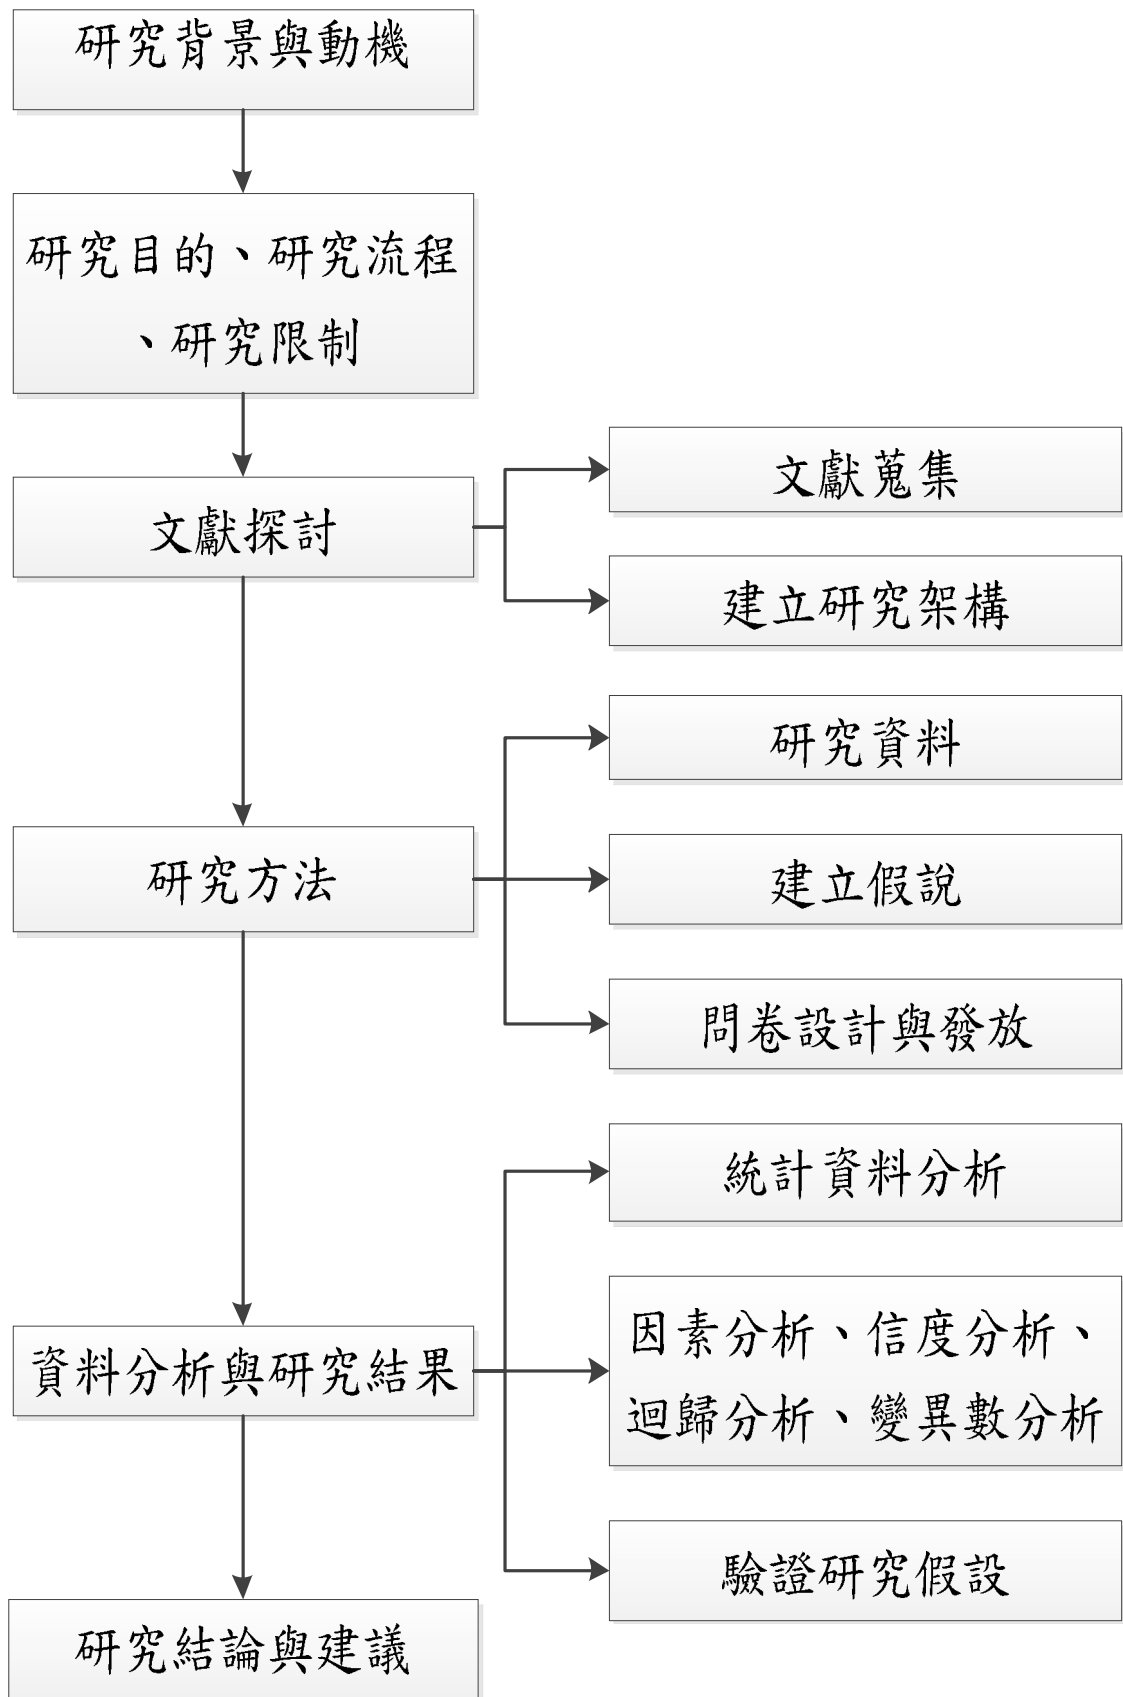 研究背景與動機
研究目的、研究流程
、研究限制
文獻探討
文獻蒐集
建立研究架構
研究方法
研究資料
建立假說
問卷設計與發放
資料分析與研究結果
統計資料分析
因素分析、信度分析、
迴歸分析、變異數分析
驗證研究假設
研究結論與建議